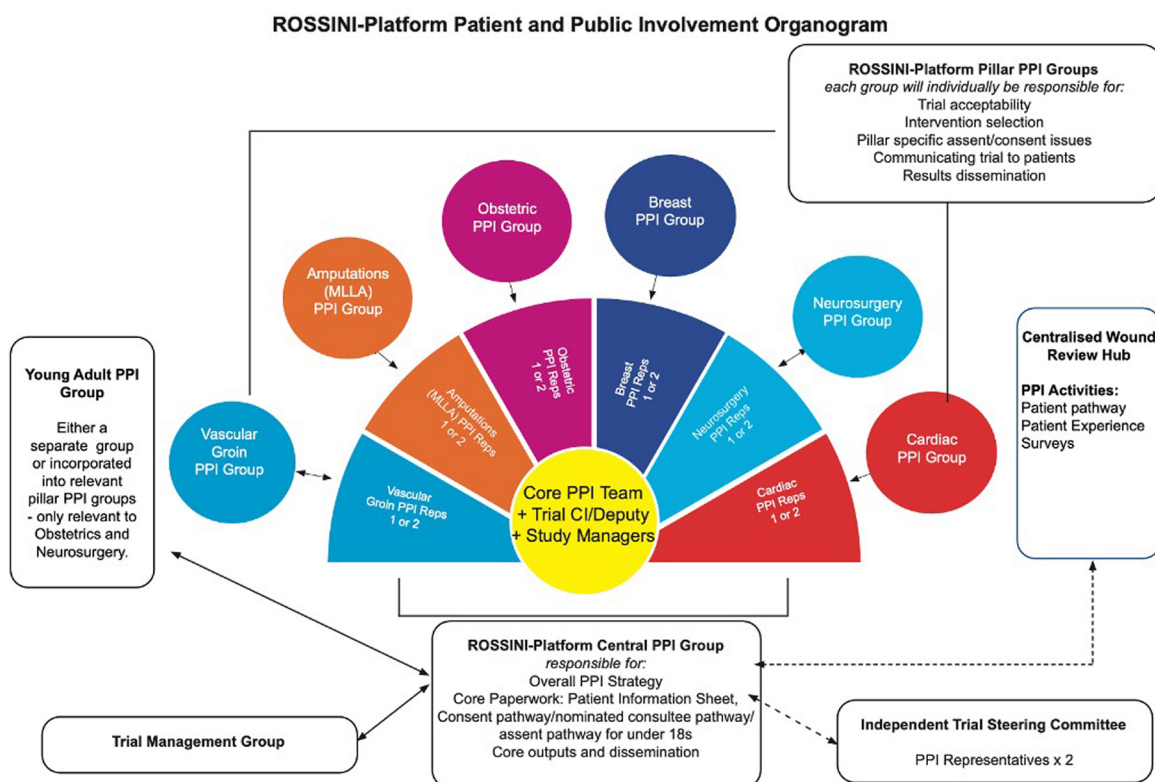 ROSSINI-Platform Patient and Public Involvement Organogram
ROSSINI-Platform Pillar PPI Groups
each group will individually be responsible for:
Trial acceptability
Intervention selection
Pillar specific assent/consent issues
Communicating trial to patients
Results dissemination
Obstetric
PPI Group
Breast
PPI Group
Amputations
(MLLA)
PPI Group
Neurosurgery
PPI Group
Vascular
Groin
PPI Group
Cardiac
PPI Group
Vascular
Groin PPI Reps
1 or 2
Amputations
(MLLA) PPI Reps
1 or 2
Obstetric
PPI Reps
1 or 2
Breast
PPI Reps
1 or 2
Neurosurgery
PPI Reps
1 or 2
Cardiac
PPI Reps
1 or 2
Core PPI Team
+ Trial CI/Deputy
+ Study Managers
Young Adult PPI
Group
Either a
separate group
or incorporated
into relevant
pillar PPI groups
- only relevant to
Obstetrics and
Neurosurgery.
Centralised Wound
Review Hub
PPI Activities:
Patient pathway
Patient Experience
Surveys
ROSSINI-Platform Central PPI Group
responsible for:
Overall PPI Strategy
Core Paperwork: Patient Information Sheet,
Consent pathway/nominated consultee pathway/
assent pathway for under 18s
Core outputs and dissemination
Trial Management Group
Independent Trial Steering Committee
PPI Representatives x 2